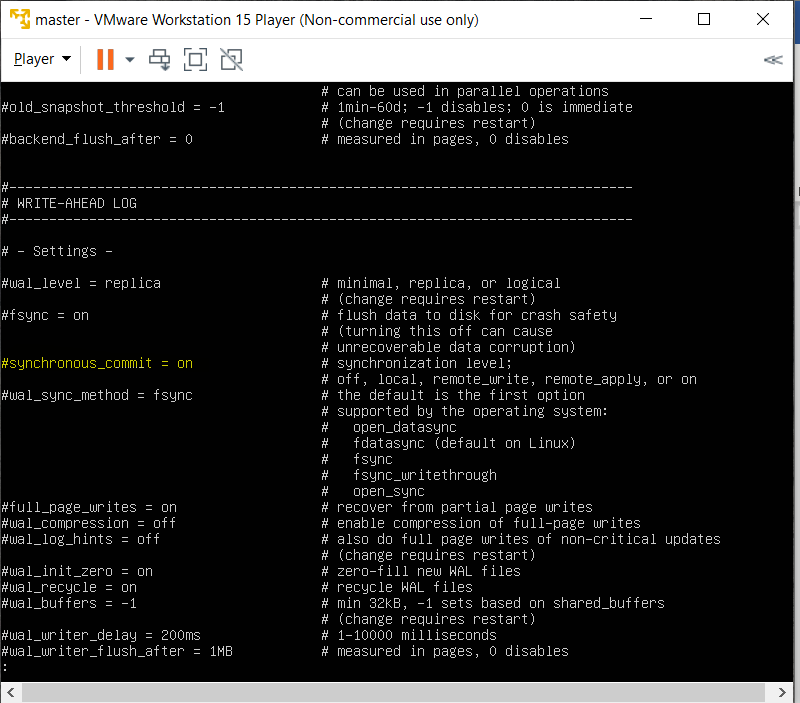 master - VMware Workstation 15 Player (Non-commercial use only)
Player
# can be used in parallel operations
#old_snapshot_threshold = -1 # 1min-60d; -1 disables; 0 is immediate
# (change requires restart)
#backend_flush_after = 0 # measured in pages, 0 disables
#------------------------------------------------------------------------------
# WRITE-AHEAD LOG
#------------------------------------------------------------------------------
# - Settings -
#wal_level = replica # minimal, replica, or logical
# (change requires restart)
#fsync = on # flush data to disk for crash safety
# (turning this off can cause
# unrecoverable data corruption)
#synchronous_commit = on # synchronization level;
# off, local, remote_write, remote_apply, or on
#wal_sync_method = fsync # the default is the first option
# supported by the operating system:
# open_datasync
# fdatasync (default on Linux)
# fsync
# fsync_writethrough
# open_sync
#full_page_writes = on # recover from partial page writes
#wal_compression = off # enable compression of full-page writes
#wal_log_hints = off # also do full page writes of non-critical updates
# (change requires restart)
#wal_init_zero = on # zero-fill new WAL files
#wal_recycle = on # recycle WAL files
#wal_buffers = -1 # min 32kB, -1 sets based on shared_buffers
# (change requires restart)
#wal_writer_delay = 200ms # 1-10000 milliseconds
#wal_writer_flush_after = 1MB # measured in pages, 0 disables
: